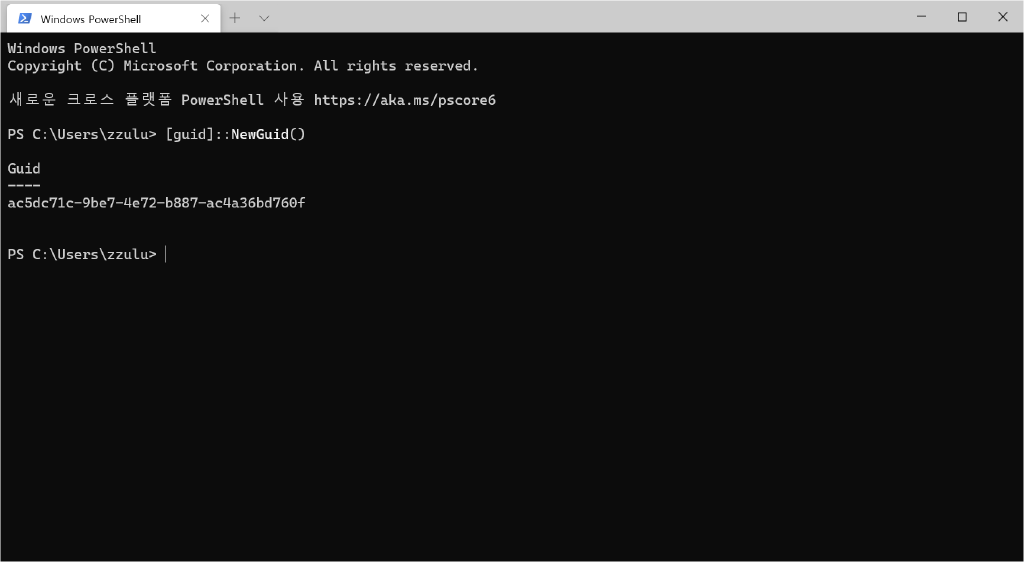 Windows PowerShell
Windows PowerShell
Copyright (C) Microsoft Corporation. All rights reserved.
새로운 크로스 플랫폼 PowerShell 사용 https://aka.ms/pscore6
PS C:\Users\zzulu> [guid]::NewGuid()
Guid
----
ac5dc71c-9be7-4e72-b887-ac4a36bd760f
PS C:\Users\zzulu>